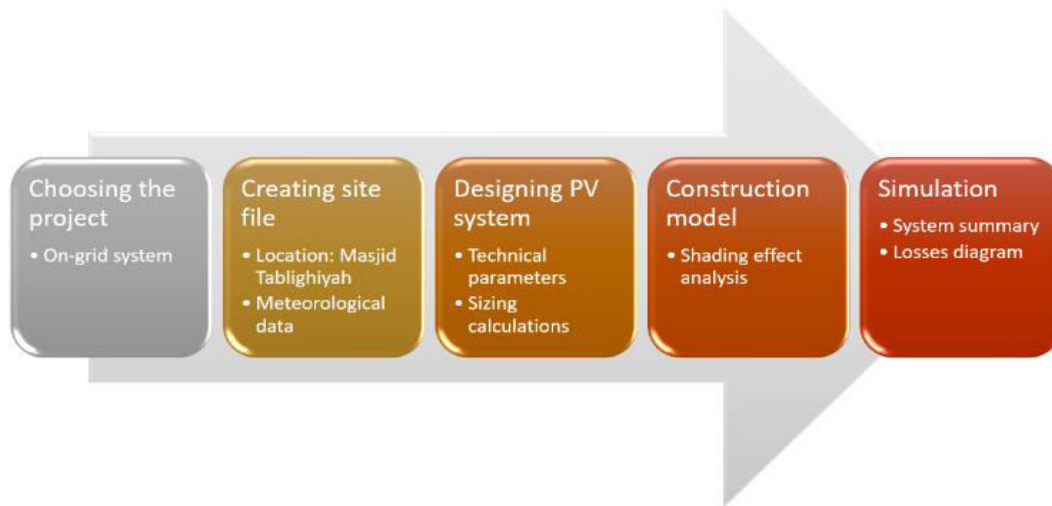 Choosing the
project
• On-grid system
Creating site
file
• Location: Masjid
Tablighiyah
• Meteorological
data
Designing PV
system
• Technical
parameters
• Sizing
calculations
Construction
model
• Shading effect
analysis
Simulation
• System summary
• Losses diagram